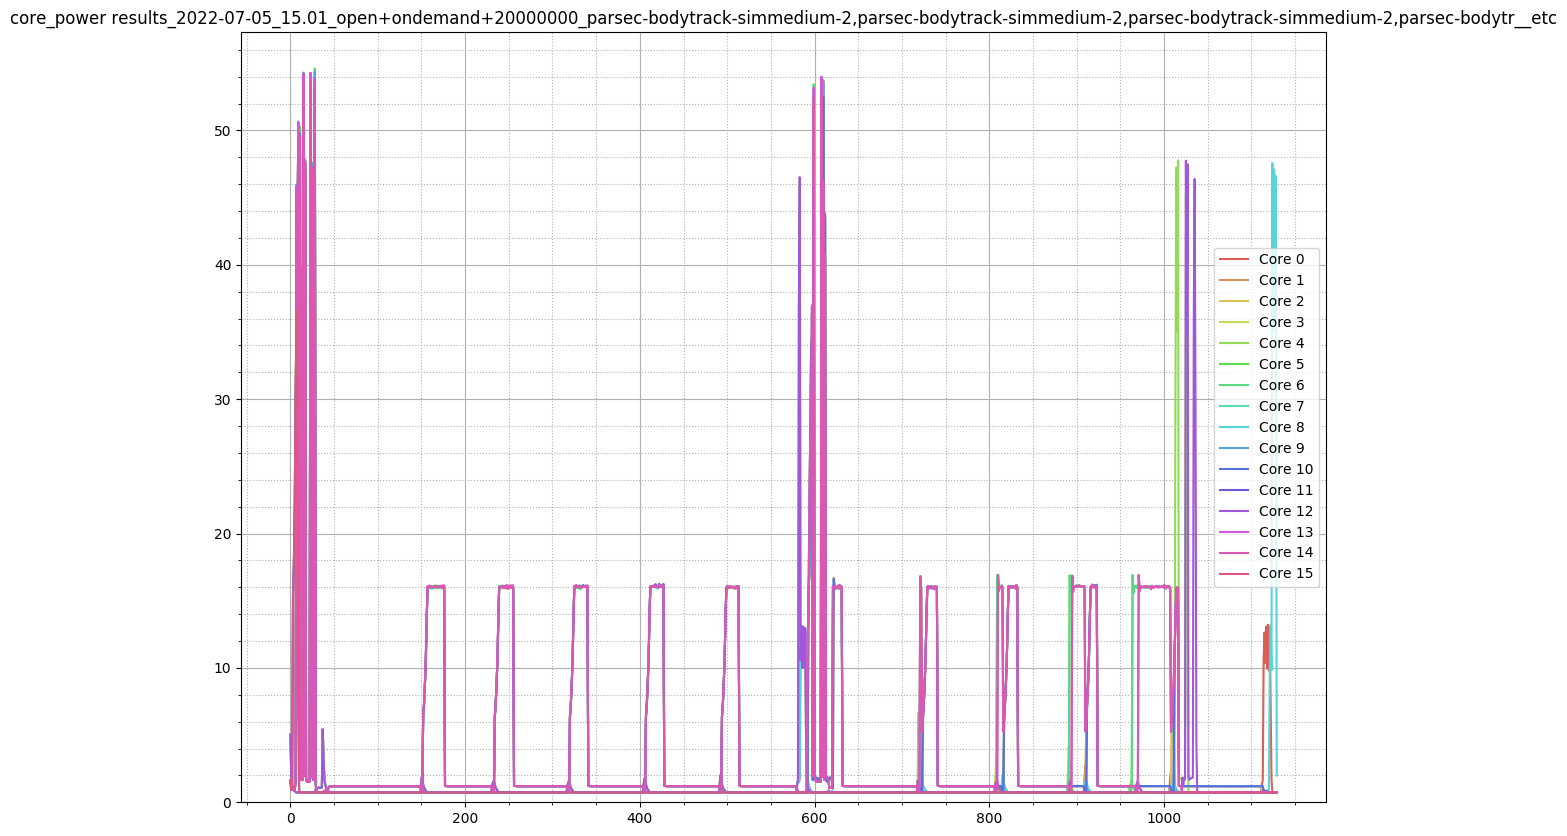 core_power results_2022-07-05_15.01_open+ondemand+20000000_parsec-bodytrack-simmedium-2,parsec-bodytrack-simmedium-2,parsec-bodytrack-simmedium-2,parsec-bodytr__etc
50
40
30
20
10
0
Core 0
Core 1
Core 2
Core 3
Core 4
Core 5
Core 6
Core 7
Core 8
Core 9
Core 10
Core 11
Core 12
Core 13
Core 14
Core 15
0 200 400 600 800 1000